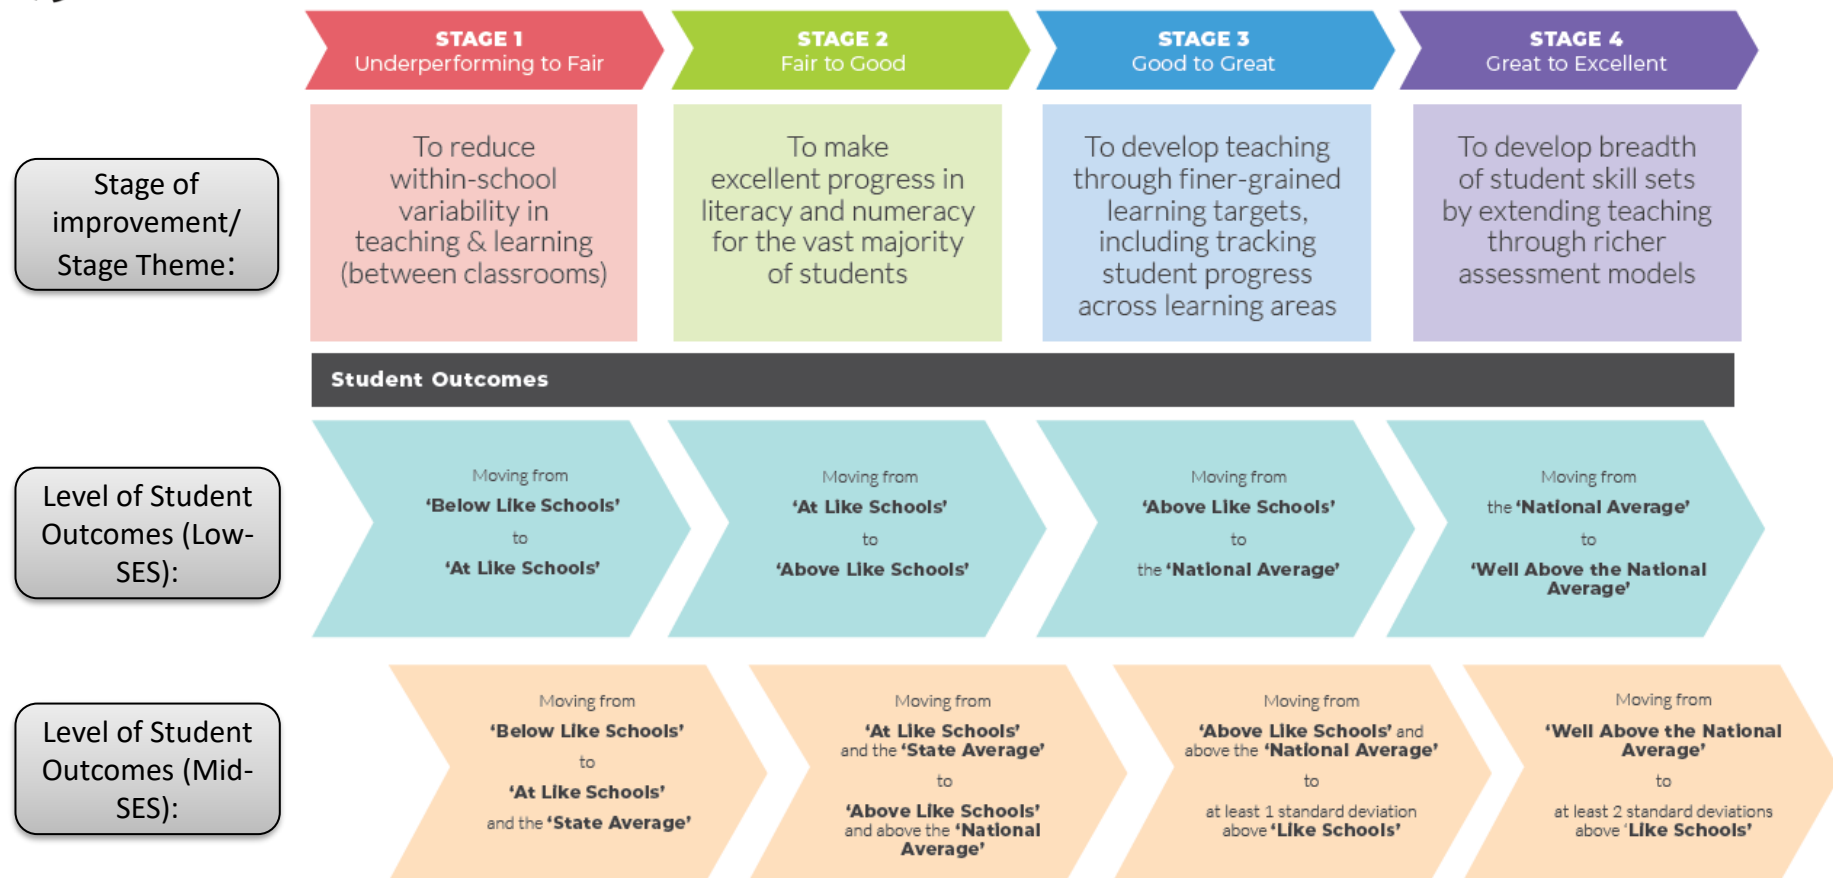 STAGE 1
Underperforming to Fair
STAGE 2
Fair to Good
STAGE 3
Good to Great
STAGE 4
Great to Excellent
Stage of
improvement/
Stage Theme:
To reduce
within-school
variability in
teaching & learning
(between classrooms)
To make
excellent progress in
literacy and numeracy
for the vast majority
of students
To develop teaching
through finer-grained
learning targets,
including tracking
student progress
across learning areas
To develop breadth
of student skill sets
by extending teaching
through richer
assessment models
Student Outcomes
Level of Student
Outcomes (Low-
SES):
Moving from
‘Below Like Schools’
to
‘At Like Schools’
Moving from
‘At Like Schools’
to
‘Above Like Schools’
Moving from
‘Above Like Schools’
to
the ‘National Average’
Moving from
the ‘National Average’
to
‘Well Above the National
Average’
Level of Student
Outcomes (Mid-
SES):
Moving from
‘Below Like Schools’
to
‘At Like Schools’
and the ‘State Average’
Moving from
‘At Like Schools’
and the ‘State Average’
to
‘Above Like Schools’
and above the ‘National
Average’
Moving from
‘Above Like Schools’ and
above the ‘National Average’
to
at least 1 standard deviation
above ‘Like Schools’
Moving from
‘Well Above the National
Average’
to
at least 2 standard deviations
above ‘Like Schools’